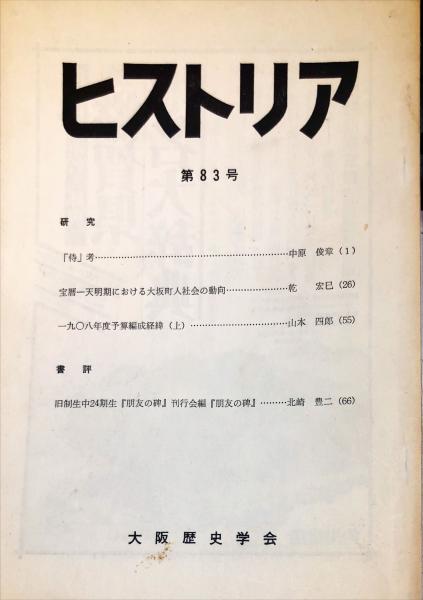 ヒストリア
第83号
研究
「侍」考……………………………………………中原 俊章(1)
宝暦―天明期における大坂町人社会の動向…………………乾 宏巳(26)
一九〇八年度予算編成経緯(上)……………………山本 四郎(55)
書評
旧制生中24期生『朋友の碑』刊行会編『朋友の碑』………北崎 豊二(66)
大阪歴史学会